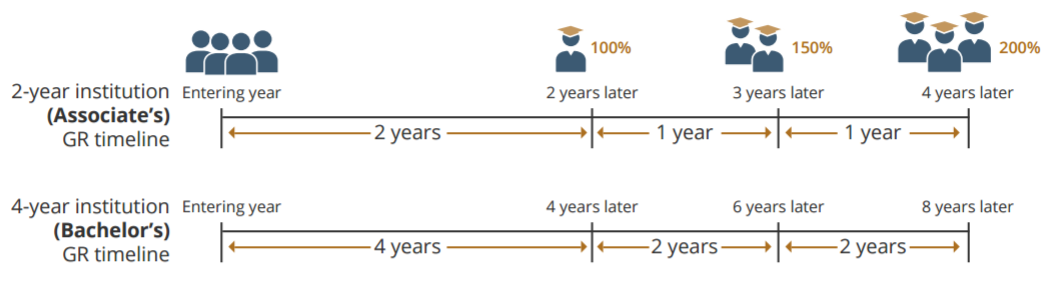 100%
150%
200%
2-year institution
(Associate's)
GR timeline
Entering year
2 years later
3 years later
4 years later
2 years
1 year
1 year
4-year institution
(Bachelor's)
GR timeline
Entering year
4 years later
6 years later
8 years later
4 years
2 years
2 years